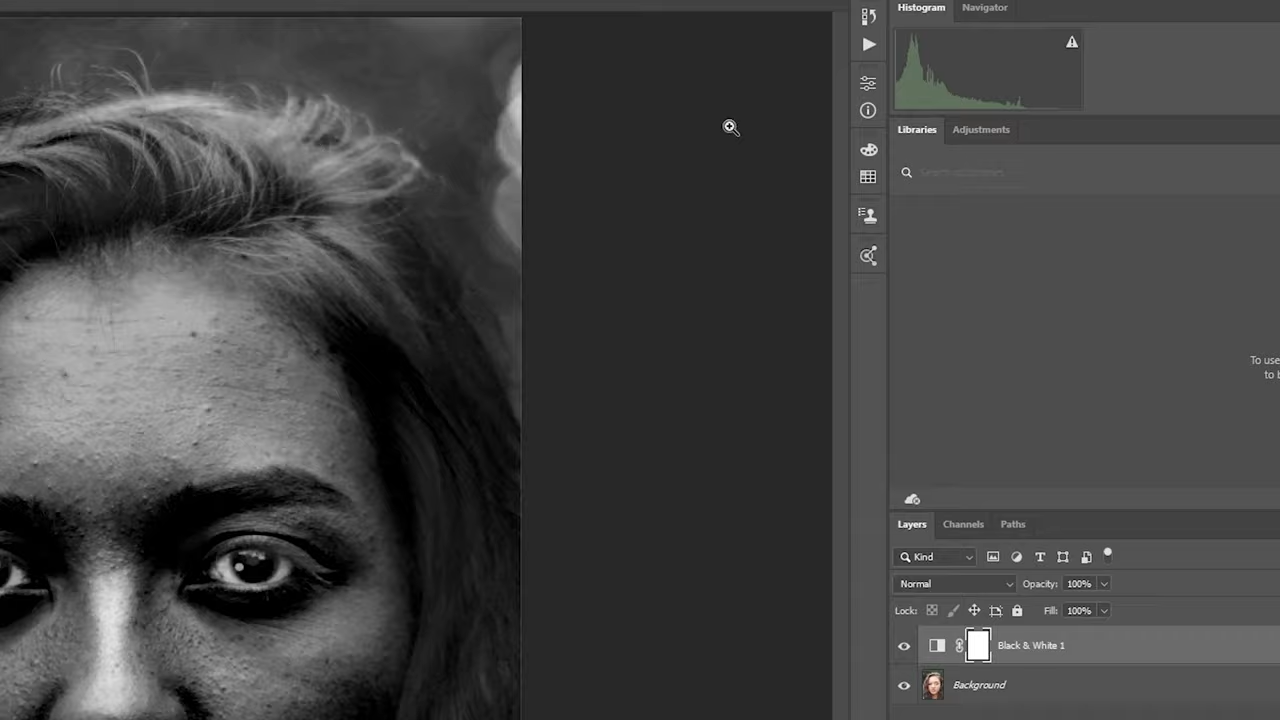 Histogram Navigator
Libraries Adjustments
To use
to b
Layers Channels Paths
Kind
Normal Opacity: 100%
Lock: Fill: 100%
Black & White 1
Background